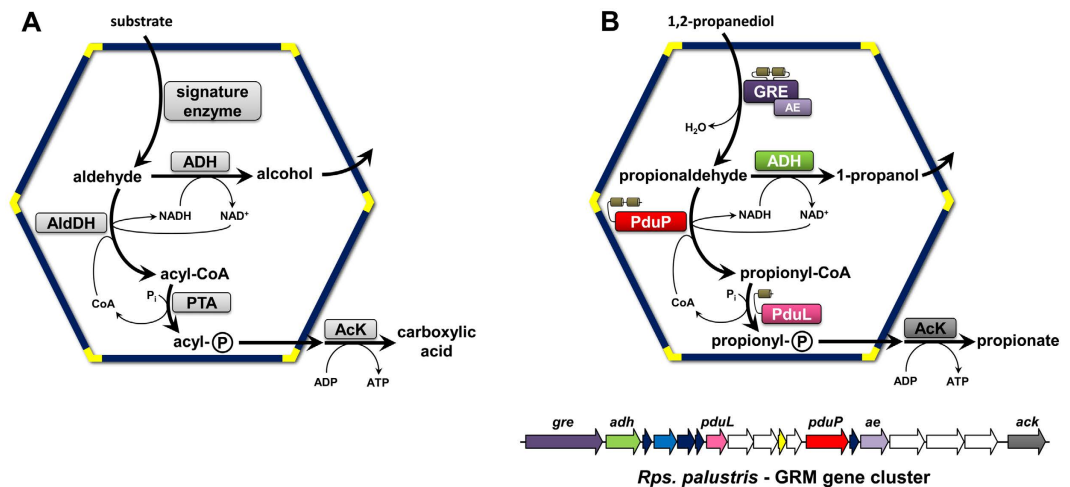 A
substrate
signature
enzyme
aldehyde
ADH
alcohol
NADH
NAD⁺
AldDH
acyl-CoA
CoA
Pᵢ
PTA
acyl-Ⓟ
AcK
carboxylic
acid
ADP
ATP
B
1,2-propanediol
GRE
AE
H₂O
propionaldehyde
ADH
1-propanol
NADH
NAD⁺
PduP
propionyl-CoA
CoA
Pᵢ
PduL
propionyl-Ⓟ
AcK
propionate
ADP
ATP
gre adh pduL pduP ae ack
Rps. palustris - GRM gene cluster